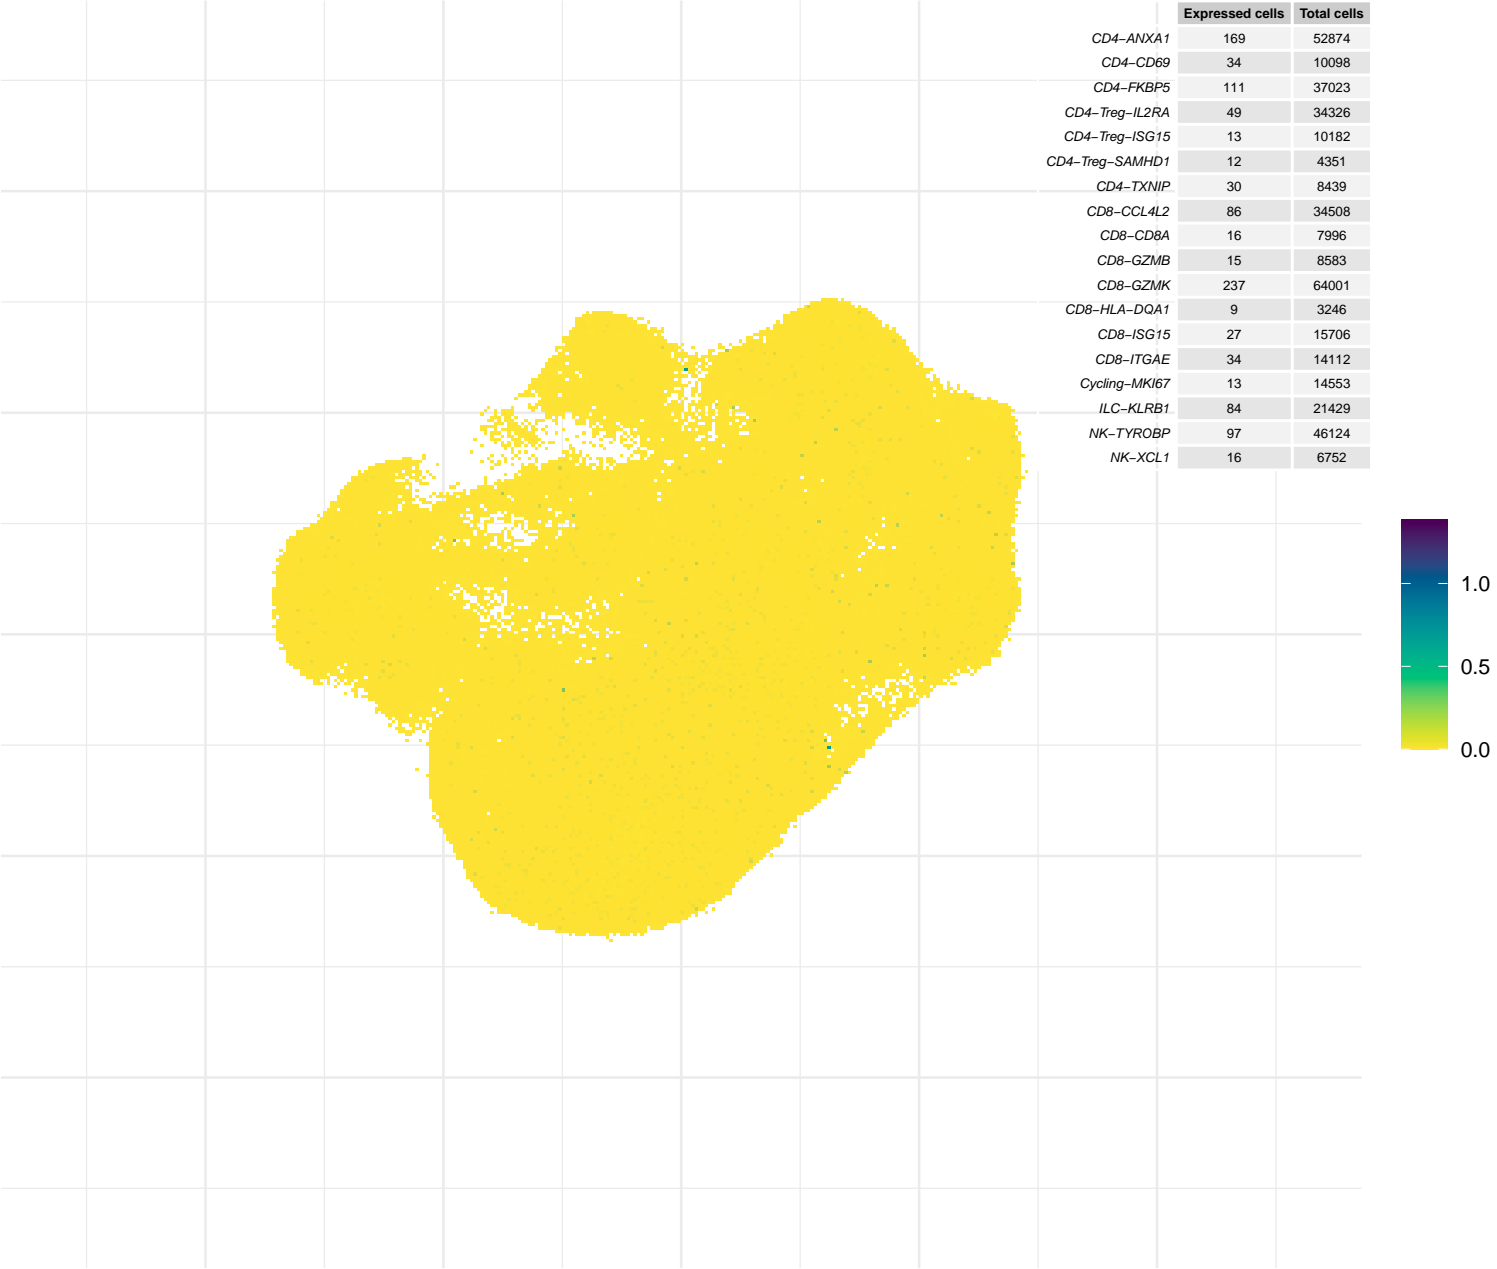 Expressed cells Total cells
CD4−ANXA1 169 52874
CD4−CD69 34 10098
CD4−FKBP5 111 37023
CD4−Treg−IL2RA 49 34326
CD4−Treg−ISG15 13 10182
CD4−Treg−SAMHD1 12 4351
CD4−TXNIP 30 8439
CD8−CCL4L2 86 34508
CD8−CD8A 16 7996
CD8−GZMB 15 8583
CD8−GZMK 237 64001
CD8−HLA−DQA1 9 3246
CD8−ISG15 27 15706
CD8−ITGAE 34 14112
Cycling−MKI67 13 14553
ILC−KLRB1 84 21429
NK−TYROBP 97 46124
NK−XCL1 16 6752
1.0
0.5
0.0